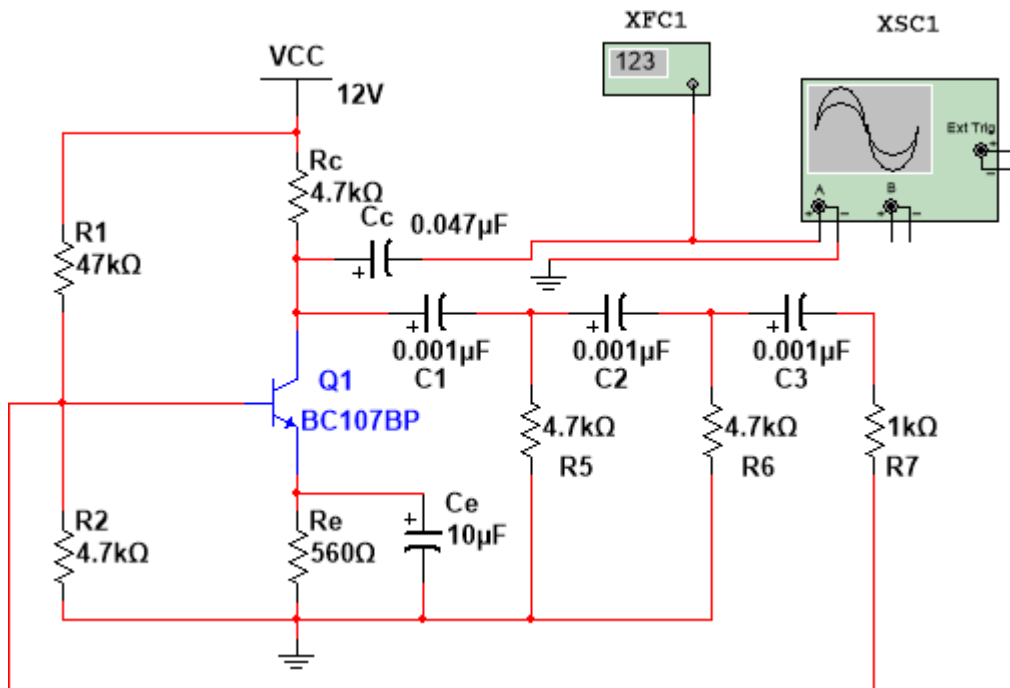 XFC1
XSC1
VCC
12V
123
Ext Trig
+
−
A
B
+ − + −
Rc
4.7kΩ
Cc
0.047µF
+
R1
47kΩ
+
0.001µF
C1
+
0.001µF
C2
+
0.001µF
C3
Q1
BC107BP
4.7kΩ
R5
4.7kΩ
R6
1kΩ
R7
R2
4.7kΩ
Re
560Ω
Ce
+
10µF